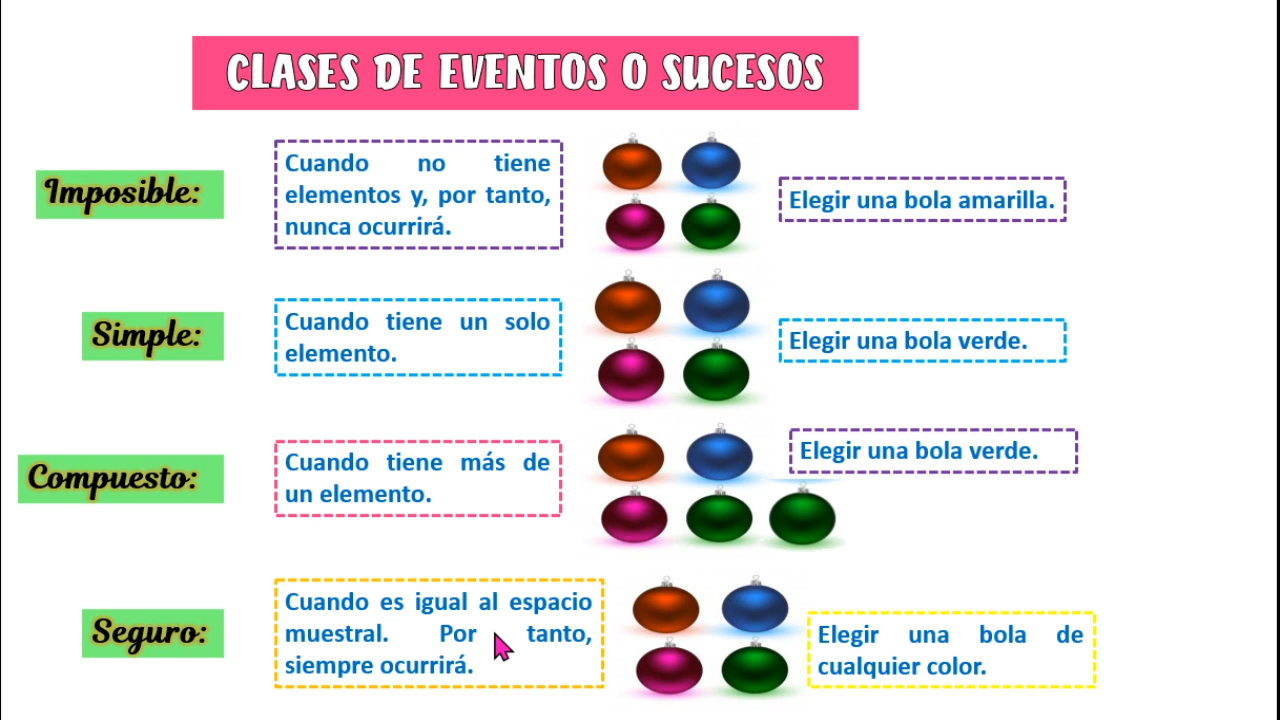 CLASES DE EVENTOS O SUCESOS
Imposible:
Cuando no tiene
elementos y, por tanto,
nunca ocurrirá.
Elegir una bola amarilla.
Simple:
Cuando tiene un solo
elemento.
Elegir una bola verde.
Compuesto:
Cuando tiene más de
un elemento.
Elegir una bola verde.
Seguro:
Cuando es igual al espacio
muestral. Por tanto,
siempre ocurrirá.
Elegir una bola de
cualquier color.